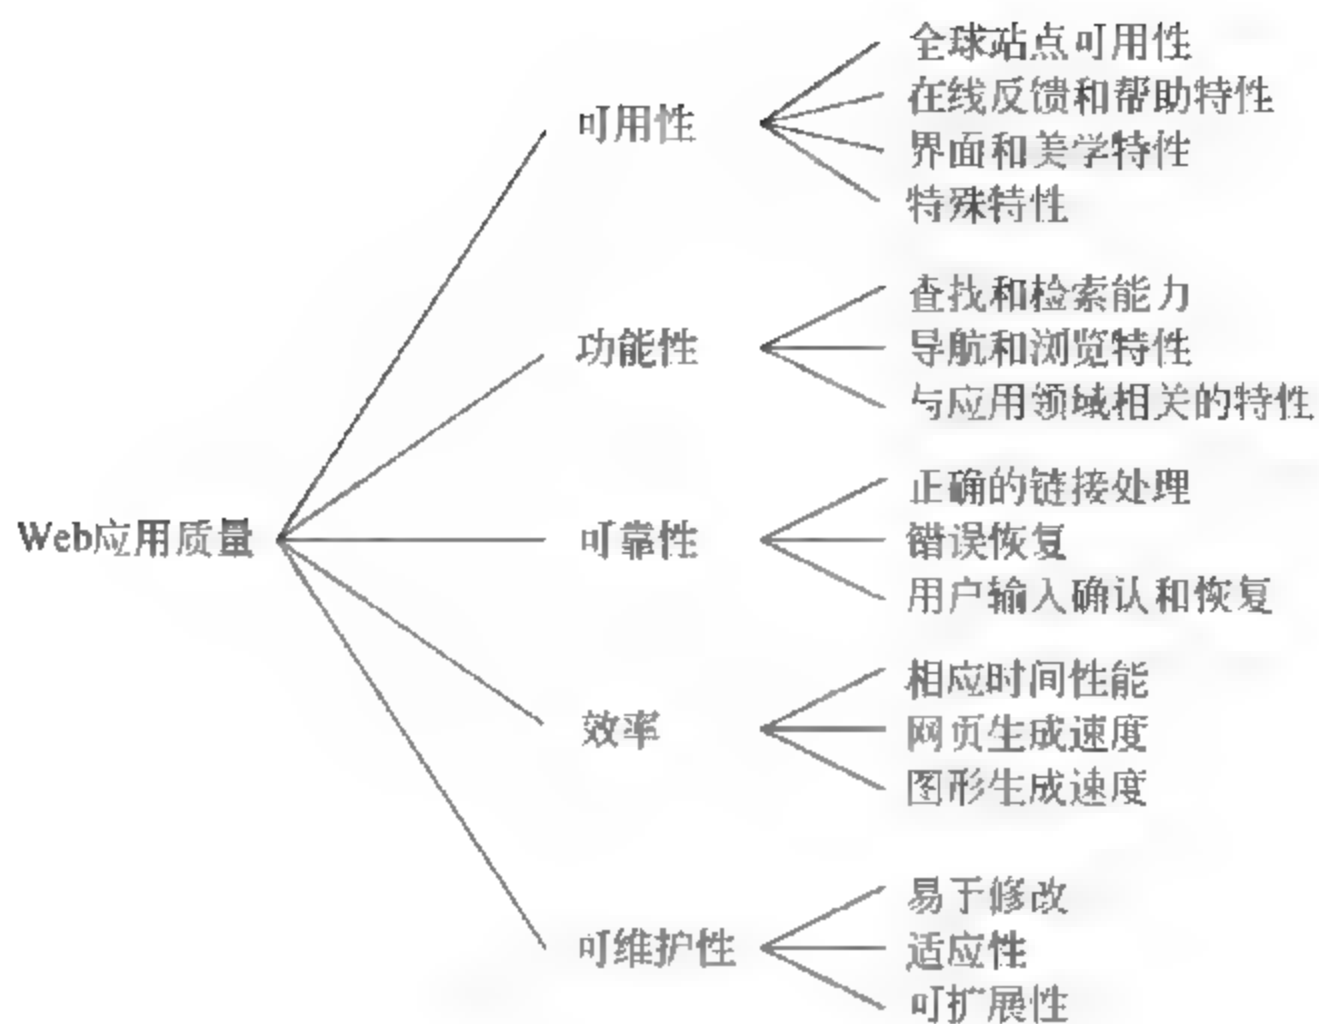 Web应用质量
可用性
全球站点可用性
在线反馈和帮助特性
界面和美学特性
特殊特性
功能性
查找和检索能力
导航和浏览特性
与应用领域相关的特性
可靠性
正确的链接处理
错误恢复
用户输入确认和恢复
效率
相应时间性能
网页生成速度
图形生成速度
可维护性
易于修改
适应性
可扩展性